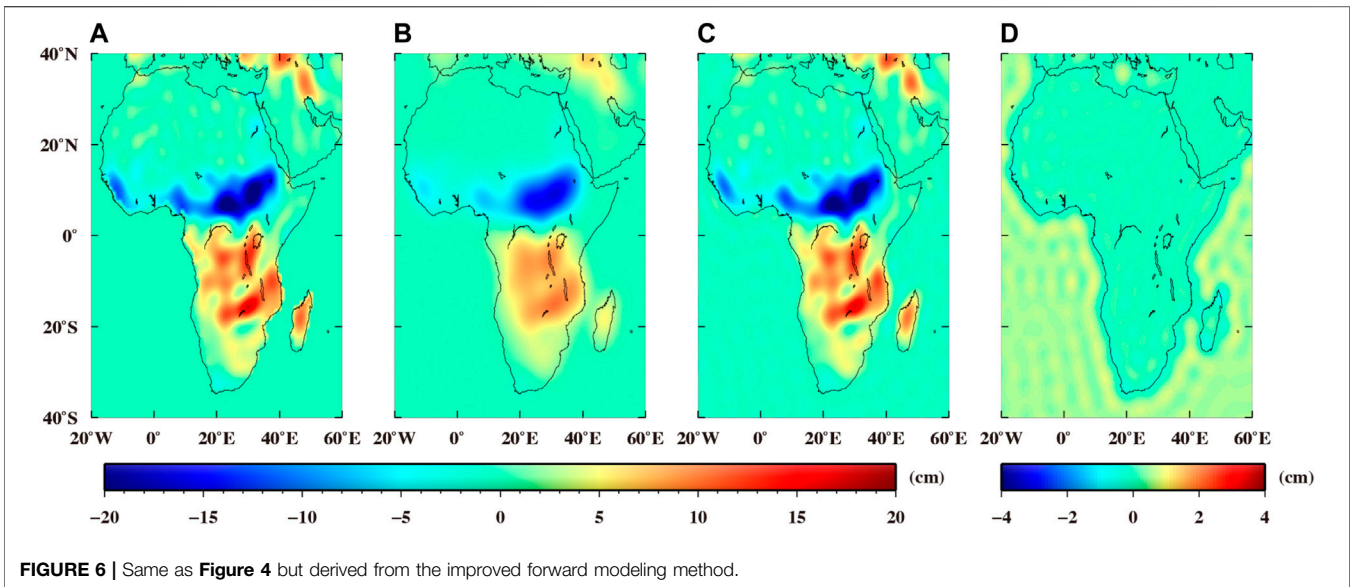 A B C D
40°N
20°N
0°
20°S
40°S
20°W 0° 20°E 40°E 60°E
20°W 0° 20°E 40°E 60°E
20°W 0° 20°E 40°E 60°E
20°W 0° 20°E 40°E 60°E
(cm)
−20 −15 −10 −5 0 5 10 15 20
(cm)
−4 −2 0 2 4
FIGURE 6 | Same as Figure 4 but derived from the improved forward modeling method.